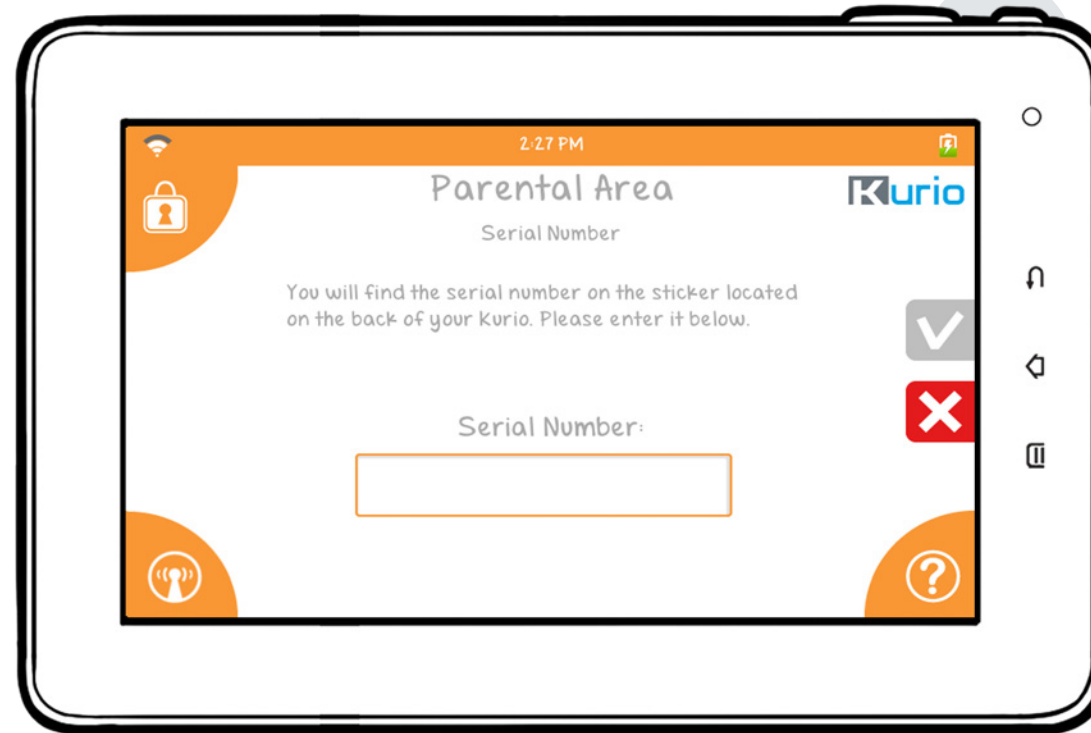 2:27 PM
Parental Area
Kurio
Serial Number
You will find the serial number on the sticker located
on the back of your Kurio. Please enter it below.
Serial Number:
?